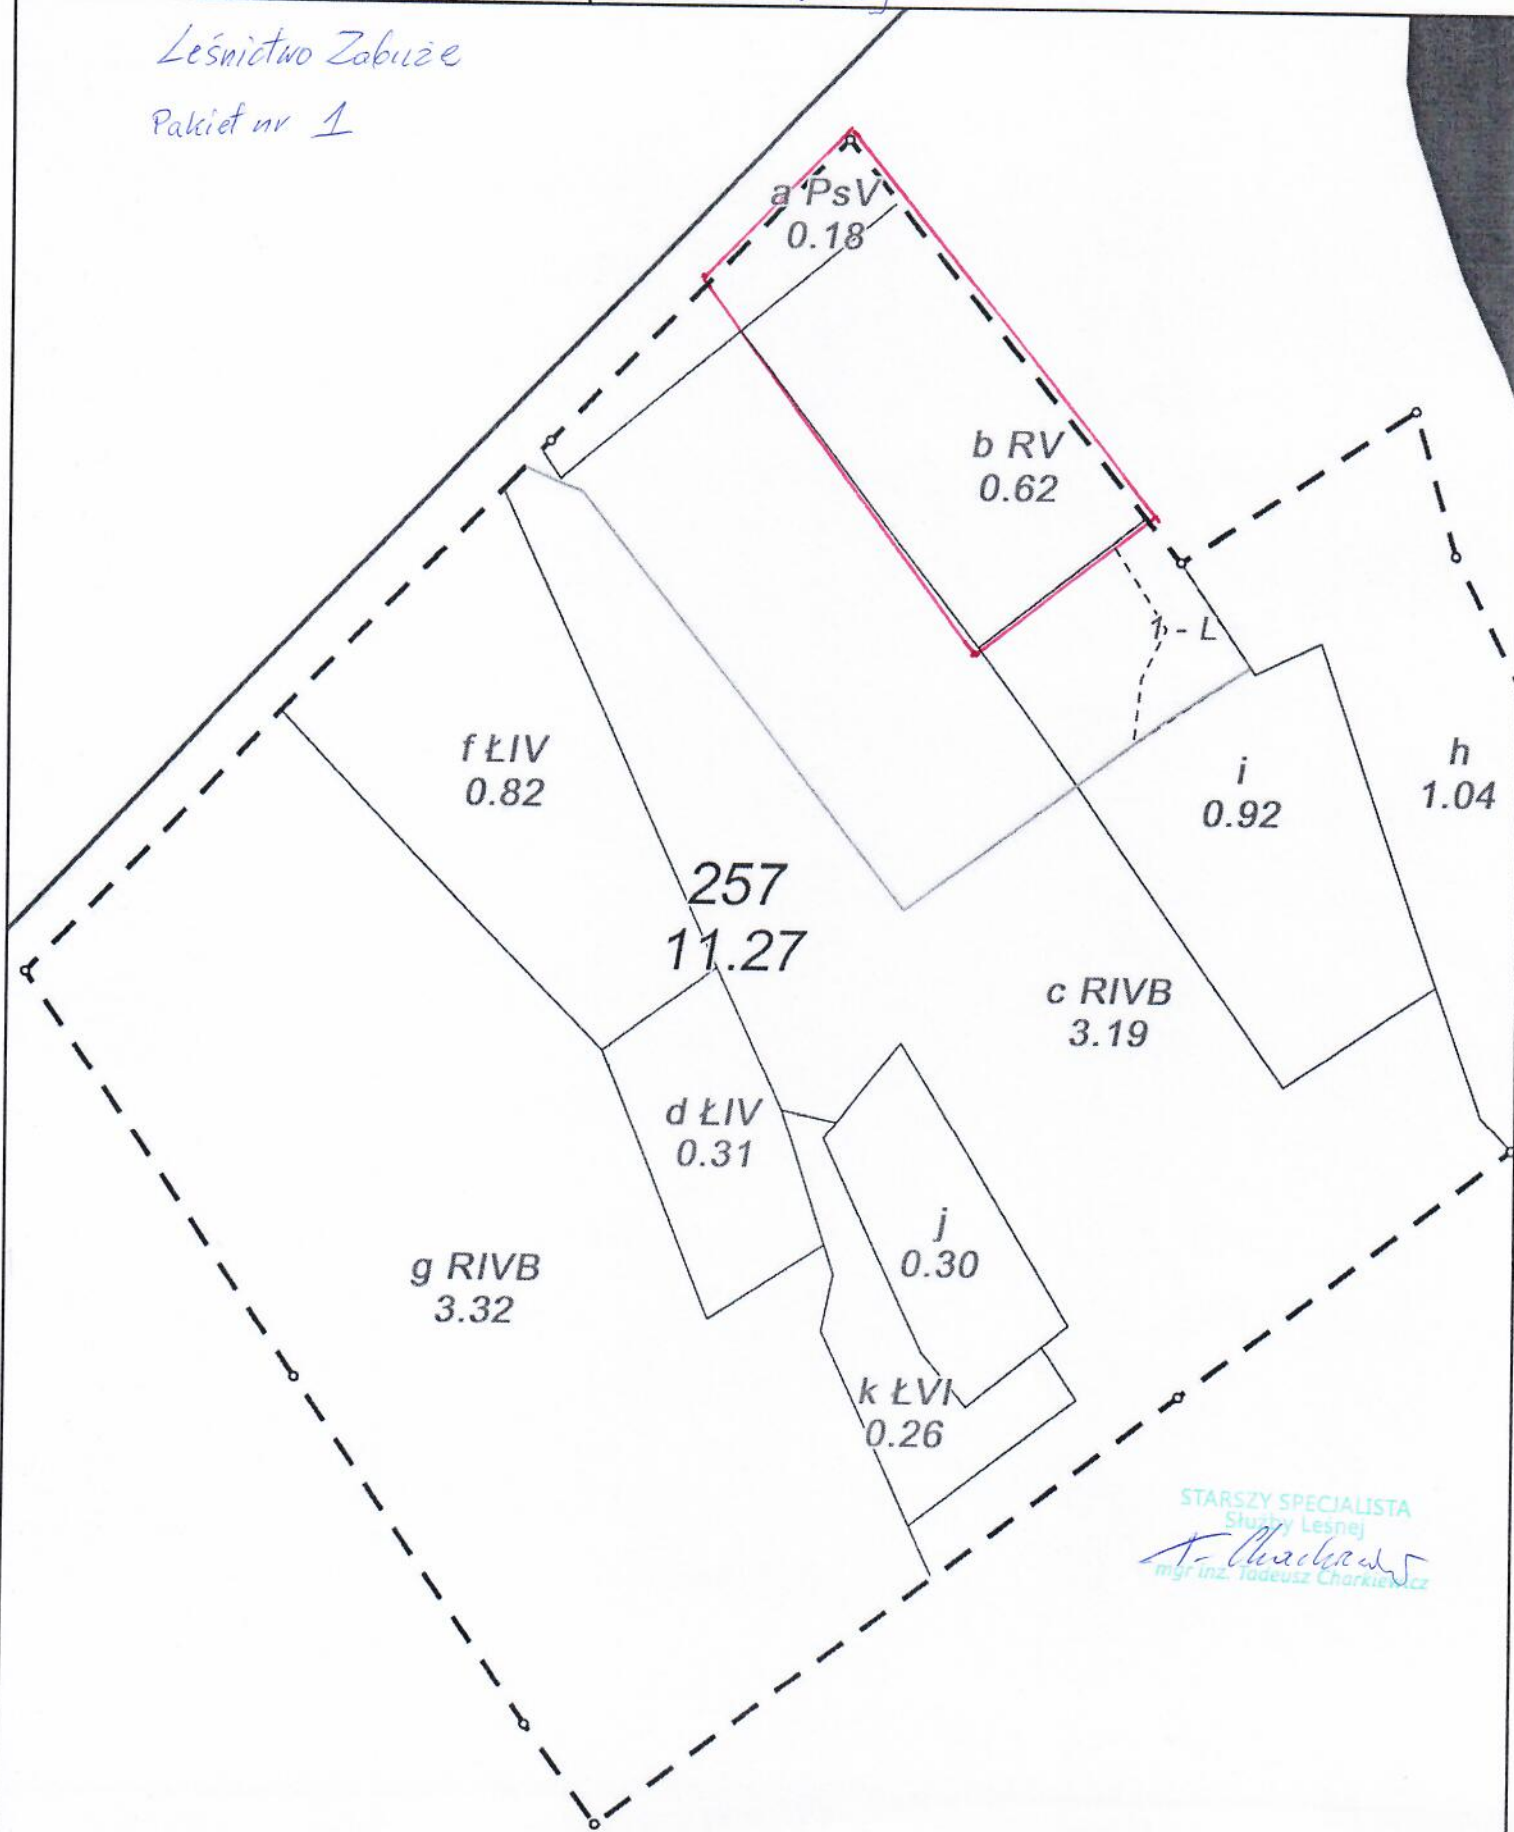 Leśnictwo Zabuże
Pakiet nr 1
a PsV
0.18
b RV
0.62
1 - L
f ŁIV
0.82
i
0.92
h
1.04
257
11.27
c RIVB
3.19
d ŁIV
0.31
j
0.30
g RIVB
3.32
k ŁVI
0.26
STARSZY SPECJALISTA
Służby Leśnej
mgr inż. Tadeusz Charkiewicz